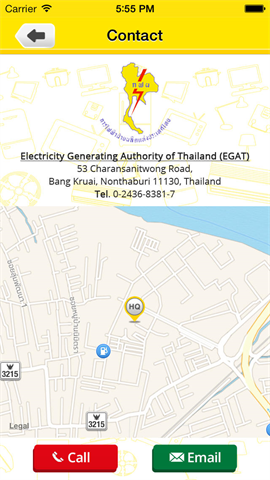 Carrier 5:55 PM
Contact
กฟผ
การไฟฟ้าฝ่ายผลิตแห่งประเทศไทย
Electricity Generating Authority of Thailand (EGAT)
53 Charansanitwong Road,
Bang Kruai, Nonthaburi 11130, Thailand
Tel. 0-2436-8381-7
HQ
3215
3215
Legal
Call Email